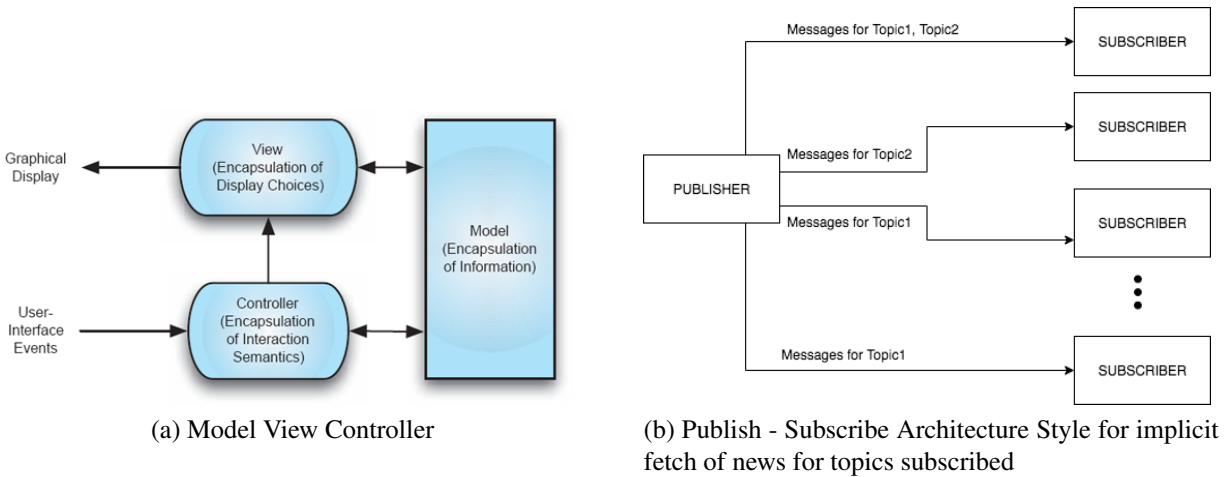 Graphical
Display
View
(Encapsulation of
Display Choices)
Model
(Encapsulation
of Information)
User-
Interface
Events
Controller
(Encapsulation
of Interaction
Semantics)
(a) Model View Controller
Messages for Topic1, Topic2
SUBSCRIBER
SUBSCRIBER
Messages for Topic2
PUBLISHER
Messages for Topic1
SUBSCRIBER
Messages for Topic1
SUBSCRIBER
(b) Publish - Subscribe Architecture Style for implicit
fetch of news for topics subscribed